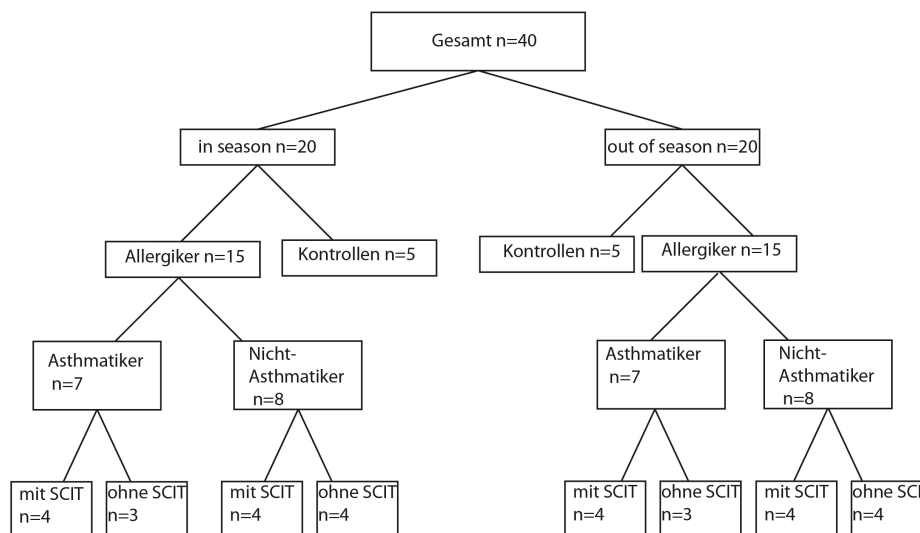 Gesamt n=40
in season n=20
out of season n=20
Allergiker n=15
Kontrollen n=5
Kontrollen n=5
Allergiker n=15
Asthmatiker
n=7
Nicht-
Asthmatiker
n=8
Asthmatiker
n=7
Nicht-
Asthmatiker
n=8
mit SCIT
n=4
ohne SCIT
n=3
mit SCIT
n=4
ohne SCIT
n=4
mit SCIT
n=4
ohne SCIT
n=3
mit SCIT
n=4
ohne SCI
n=4